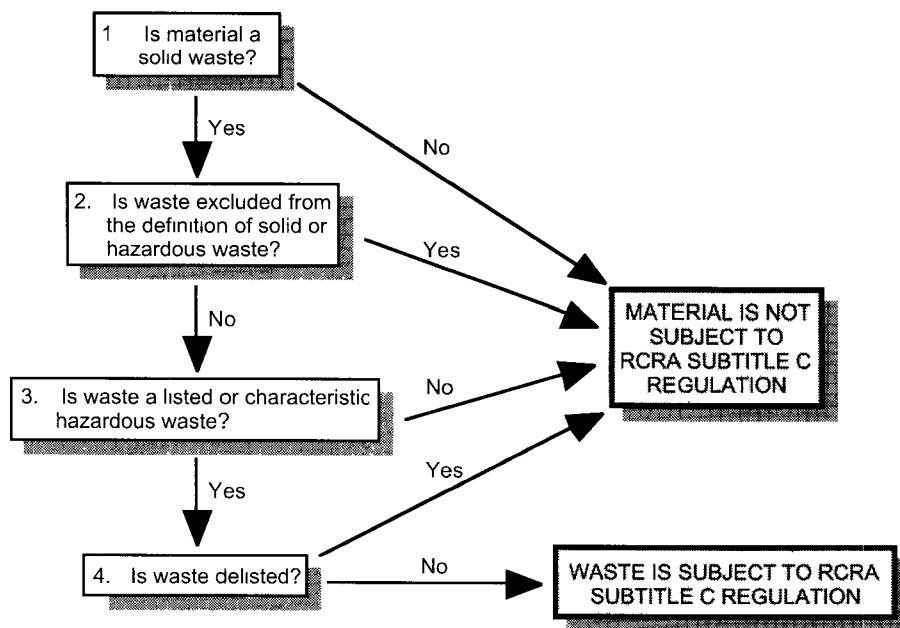 1 Is material a
solid waste?
Yes
No
2. Is waste excluded from
the definition of solid or
hazardous waste?
Yes
No
MATERIAL IS NOT
SUBJECT TO
RCRA SUBTITLE C
REGULATION
3. Is waste a listed or characteristic
hazardous waste?
No
Yes
Yes
4. Is waste delisted?
No
WASTE IS SUBJECT TO RCRA
SUBTITLE C REGULATION